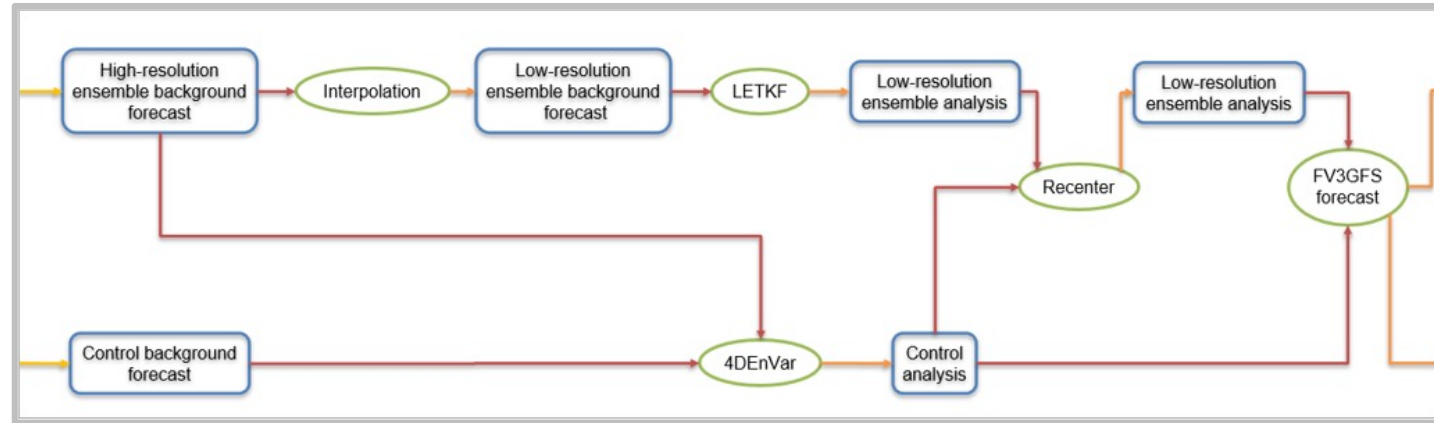 High-resolution
ensemble background
forecast
Interpolation
Low-resolution
ensemble background
forecast
LETKF
Low-resolution
ensemble analysis
Low-resolution
ensemble analysis
Recenter
FV3GFS
forecast
Control background
forecast
4DEnVar
Control
analysis